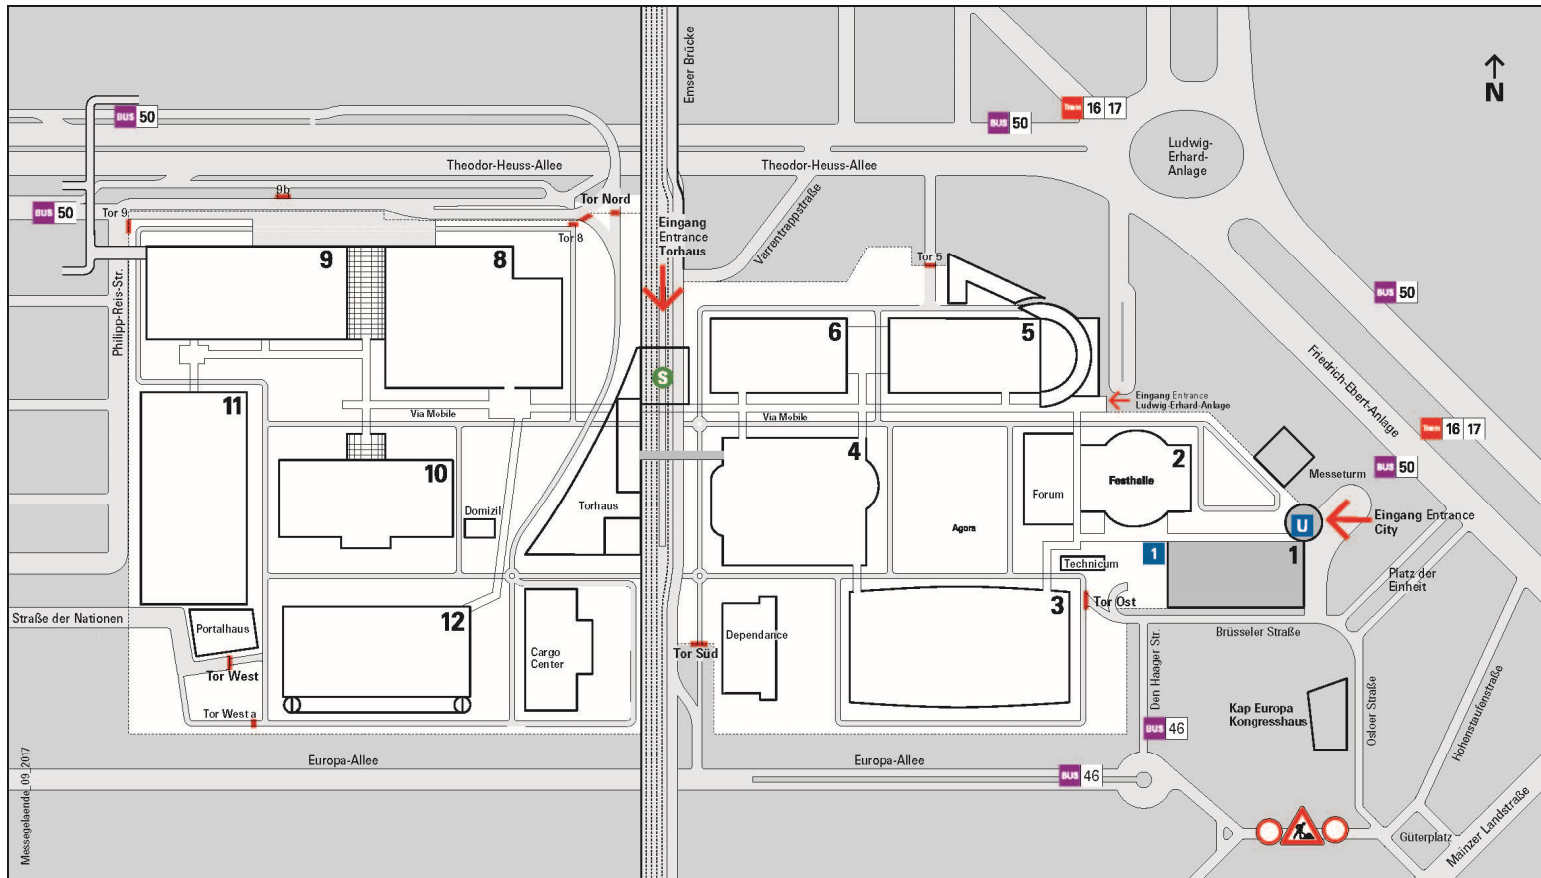 Emser Brücke
N
BUS 50
BUS 50
Tram 16 17
Ludwig-
Erhard-
Anlage
Theodor-Heuss-Allee
Theodor-Heuss-Allee
9b
Tor Nord
BUS 50
Tor 9
Tor 8
Eingang
Entrance
Torhaus
Varrentrappstraße
Tor 5
Philipp-Reis-Str.
9
8
BUS 50
6
5
Friedrich-Ebert-Anlage
S
11
Via Mobile
Via Mobile
Eingang Entrance
Ludwig-Erhard-Anlage
Tram 16 17
10
4
2
Messeturm
BUS 50
Festhalle
Forum
Domizil
Torhaus
Agora
U
Eingang Entrance
City
1
1
Technicum
Platz der
Einheit
Straße der Nationen
Portalhaus
12
3
Tor Ost
Brüsseler Straße
Cargo
Center
Tor Süd
Dependance
Tor West
Tor West a
Den Haager Str.
Kap Europa
Kongresshaus
Osloer Straße
Hohenstaufenstraße
BUS 46
Europa-Allee
Europa-Allee
BUS 46
Güterplatz
Mainzer Landstraße
Messegelaende_09_2017